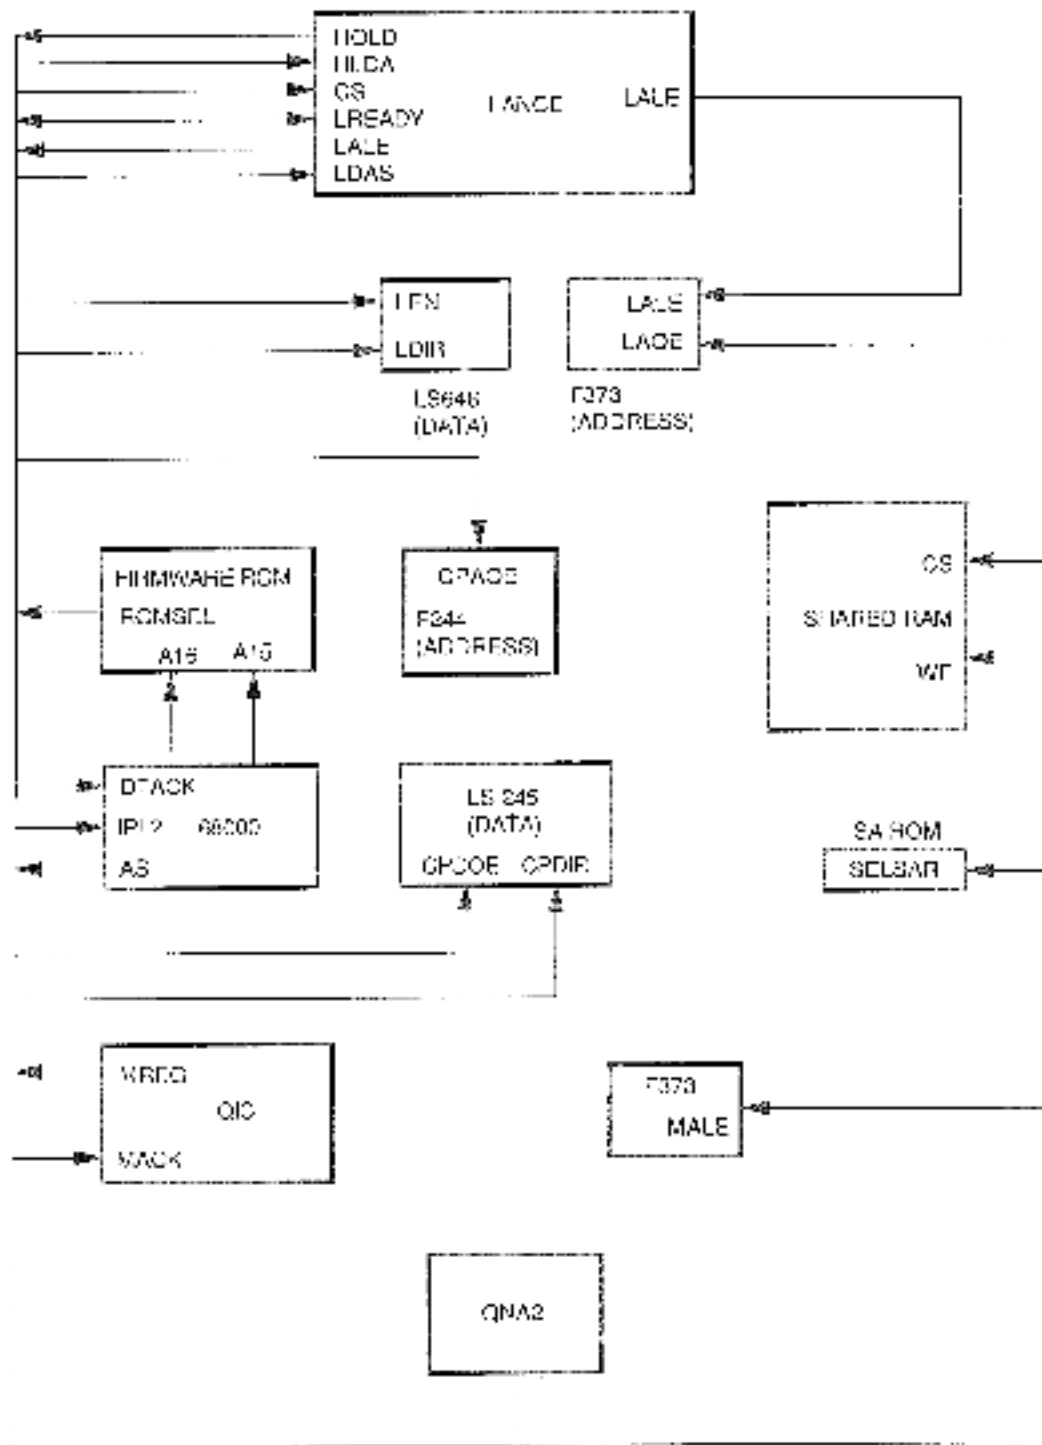 HOLD
HLDA
CS
LANCE
LALE
LREADY
LALE
LDAS
LEN
LALE
LDIR
LAOE
LS646
(DATA)
F373
(ADDRESS)
FIRMWARE ROM
CPAOE
CS
ROMSEL
F244
(ADDRESS)
SHARED RAM
A16
A15
WE
DTACK
LS 245
(DATA)
IPL2
68000
SA ROM
AS
CPDOE
CPDIR
SELSAR
MREQ
F373
QIC
MALE
MACK
QNA2